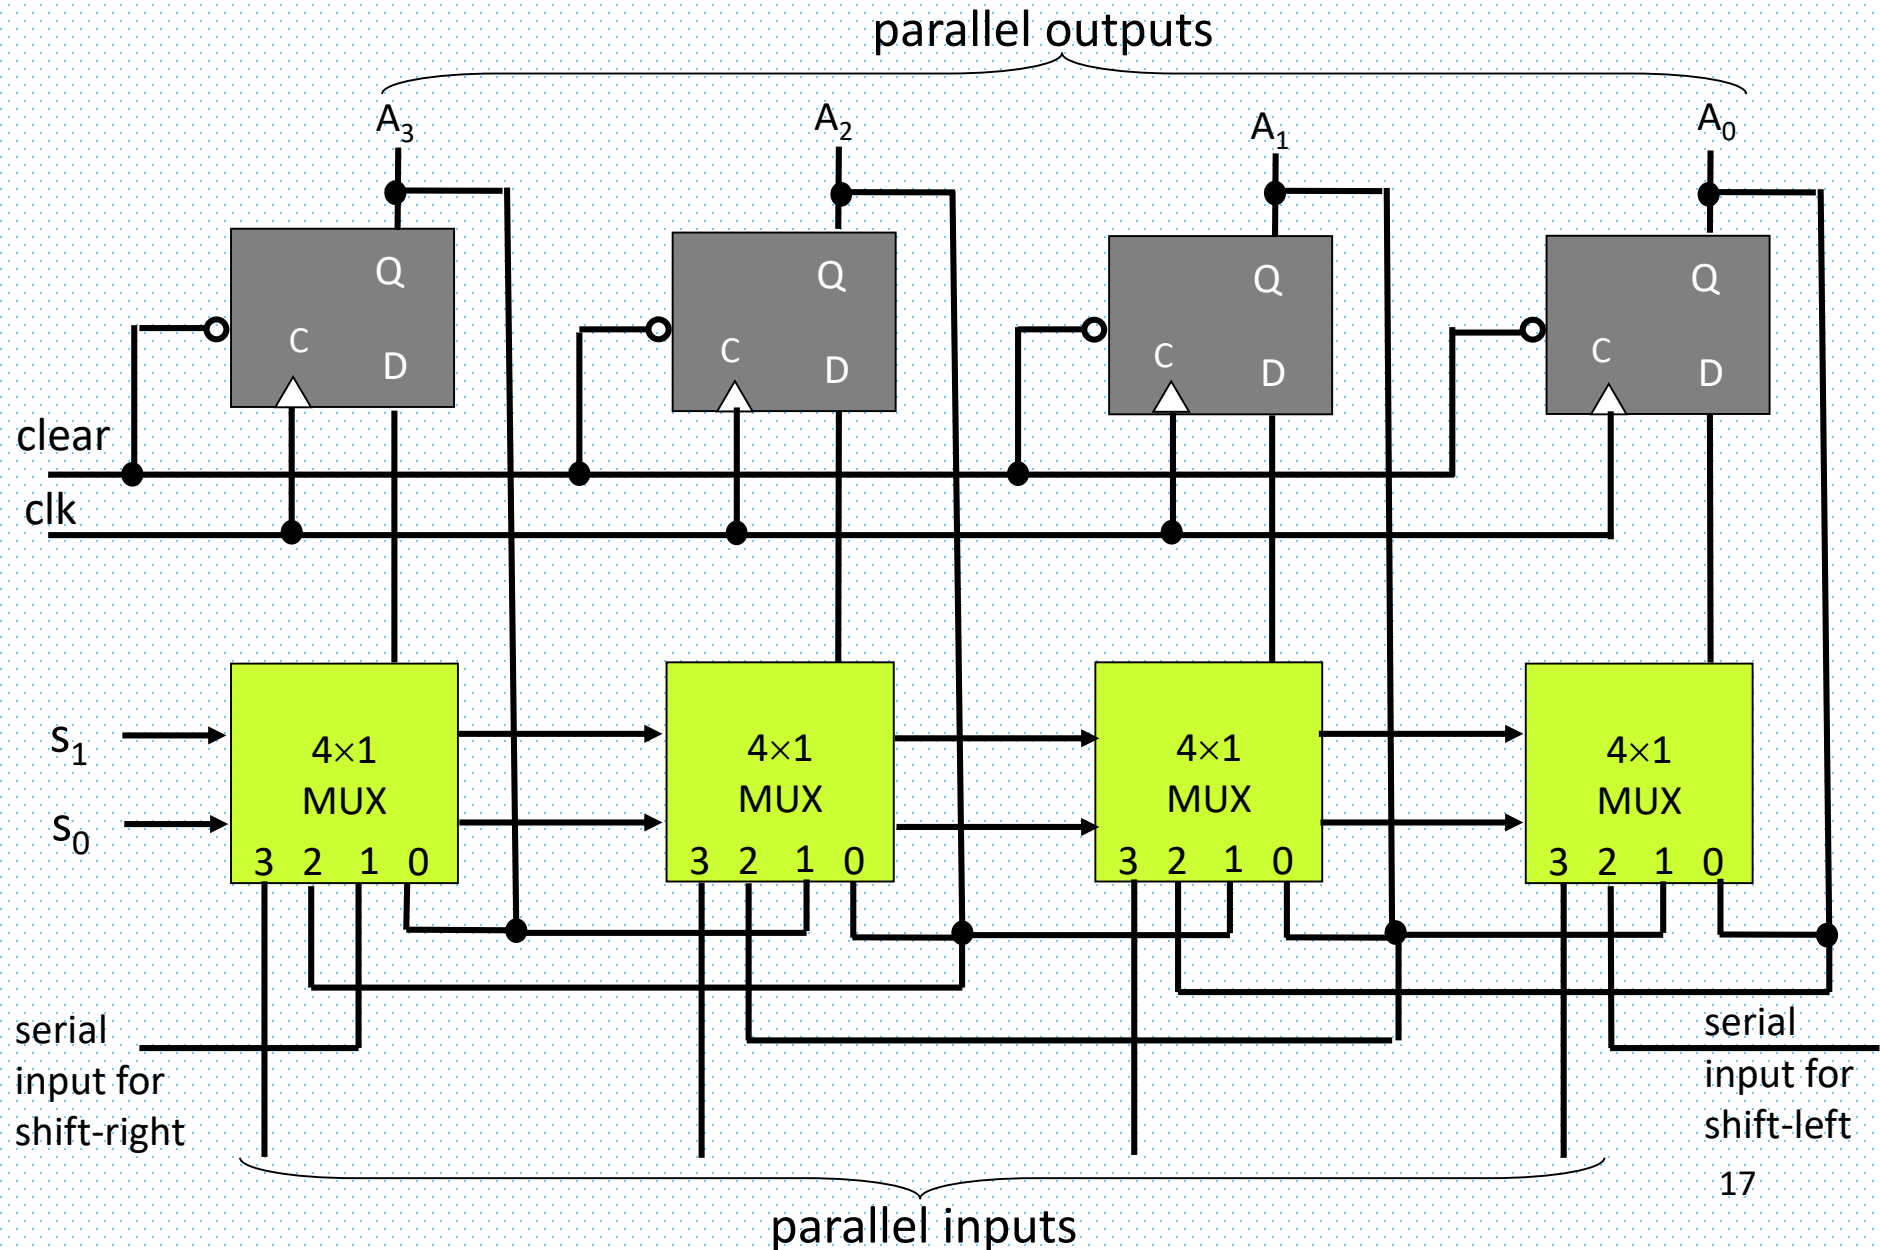 parallel outputs
A3 A2 A1 A0
Q Q Q Q
C D C D C D C D
clear
clk
s1
s0
4×1 4×1 4×1 4×1
MUX MUX MUX MUX
3 2 1 0 3 2 1 0 3 2 1 0 3 2 1 0
serial
input for
shift-right
serial
input for
shift-left
17
parallel inputs